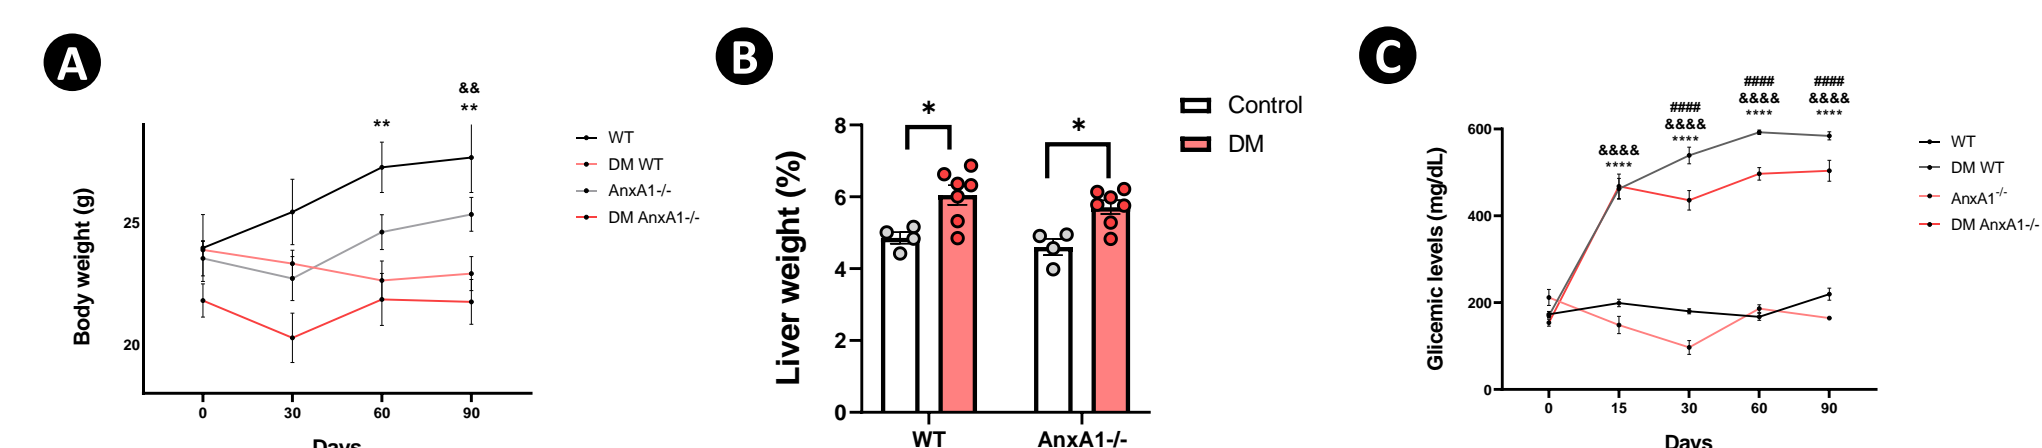 A
&&
**
**
Body weight (g)
25
20
0 30 60 90
Days
WT
DM WT
AnxA1-/-
DM AnxA1-/-
B
*
*
Liver weight (%)
8
6
4
2
0
WT AnxA1-/-
Control
DM
C
####
&&&&
****
####
&&&&
****
####
&&&&
****
&&&&
****
Glicemic levels (mg/dL)
600
400
200
0
0 15 30 60 90
Days
WT
DM WT
AnxA1-/-
DM AnxA1-/-